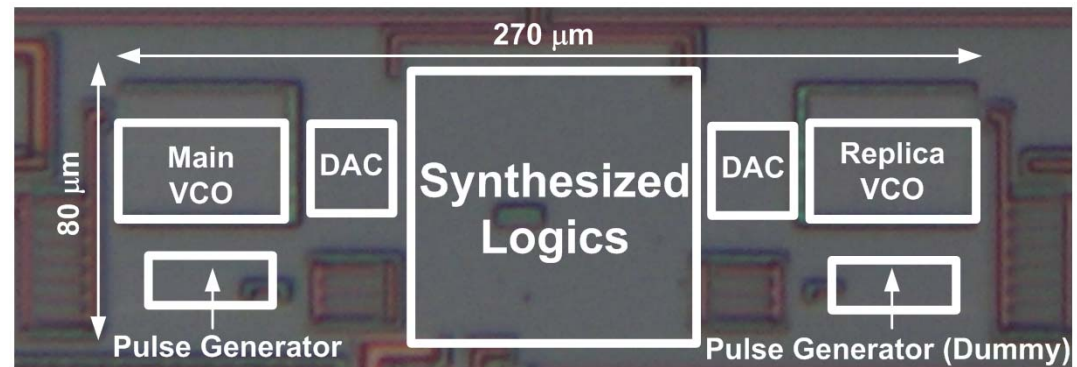 270 μm
80 μm
Main
VCO
DAC
Synthesized
Logics
DAC
Replica
VCO
Pulse Generator
Pulse Generator (Dummy)